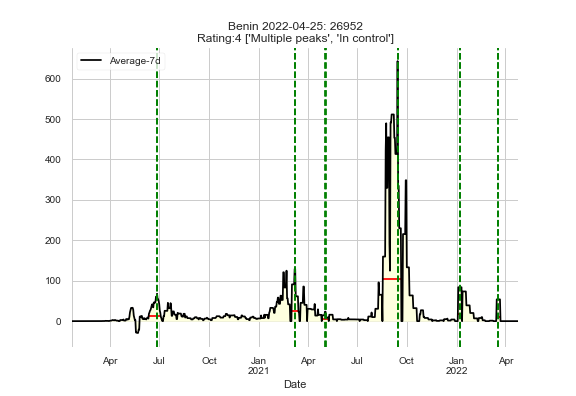 Benin 2022-04-25: 26952
Rating:4 ['Multiple peaks', 'In control']
Average-7d
600
500
400
300
200
100
0
Apr Jul Oct Jan Apr Jul Oct Jan Apr
2021 2022
Date